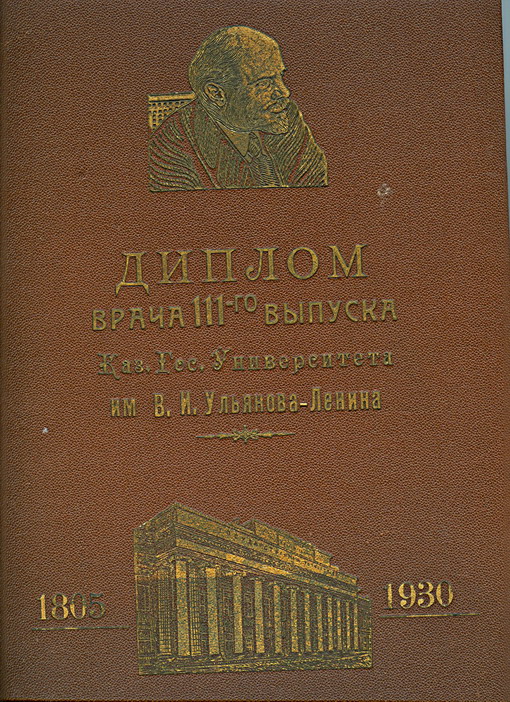 ДИПЛОМ
ВРАЧА 111-ГО ВЫПУСКА
Каз. Гос. Университета
им В. И. Ульянова-Ленина
1805
1930